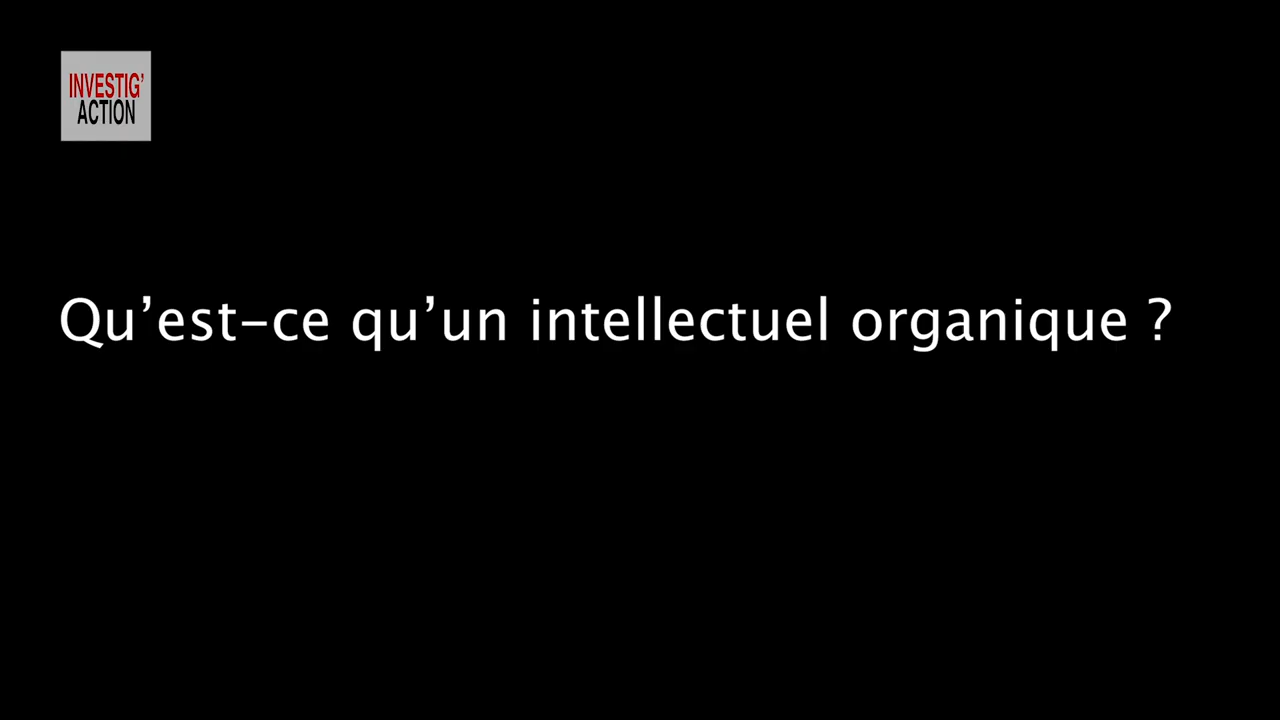 INVESTIG'
ACTION
Qu’est-ce qu’un intellectuel organique ?